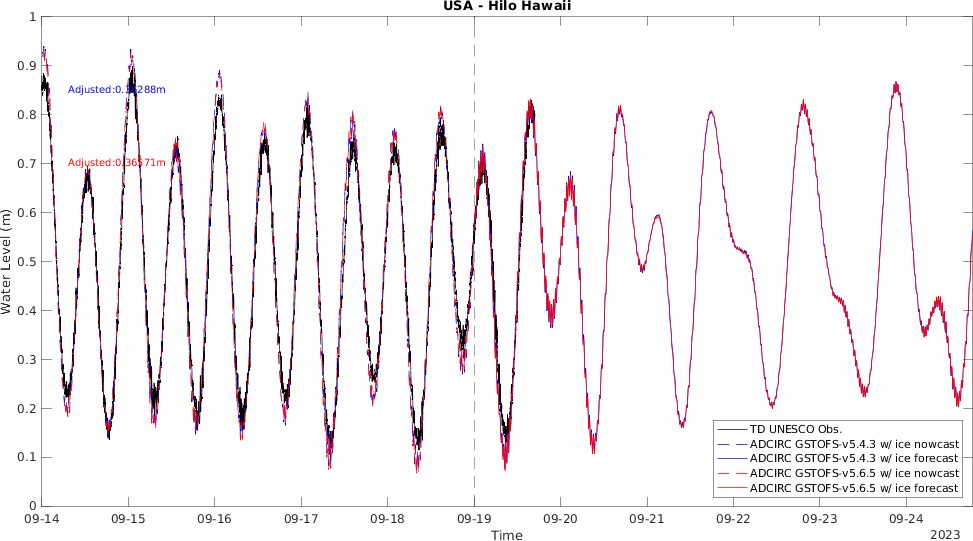 USA - Hilo Hawaii
1
0.9
0.8
0.7
0.6
0.5
0.4
0.3
0.2
0.1
0
Water Level (m)
Adjusted:
TD UNESCO Obs.
ADCIRC GSTOFS-v5.4.3 w/ ice nowcast
ADCIRC GSTOFS-v5.4.3 w/ ice forecast
ADCIRC GSTOFS-v5.6.5 w/ ice nowcast
ADCIRC GSTOFS-v5.6.5 w/ ice forecast
Adjusted:0.36571m
09-14 09-15 09-16 09-17 09-18 09-19 09-20 09-21 09-22 09-23 09-24
Time
2023